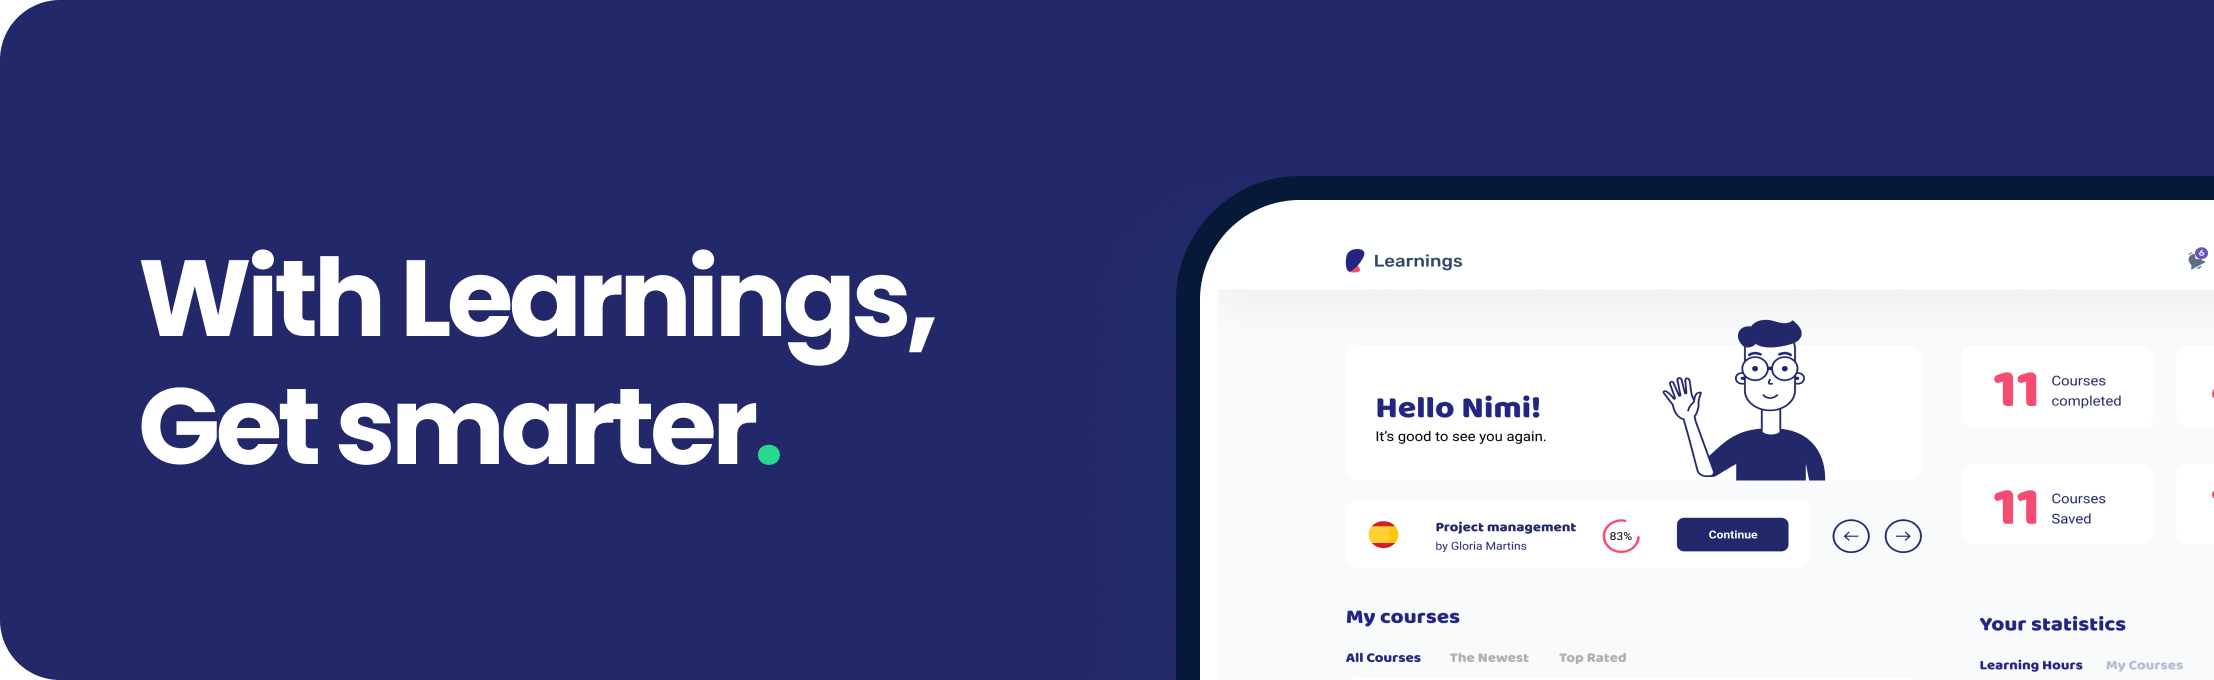 With Learnings,
Get smarter.
Learnings
6
Hello Nimi!
It's good to see you again.
11
Courses
completed
Project management
by Gloria Martins
83%
Continue
11
Courses
Saved
My courses
All Courses
The Newest
Top Rated
Your statistics
Learning Hours
My Courses